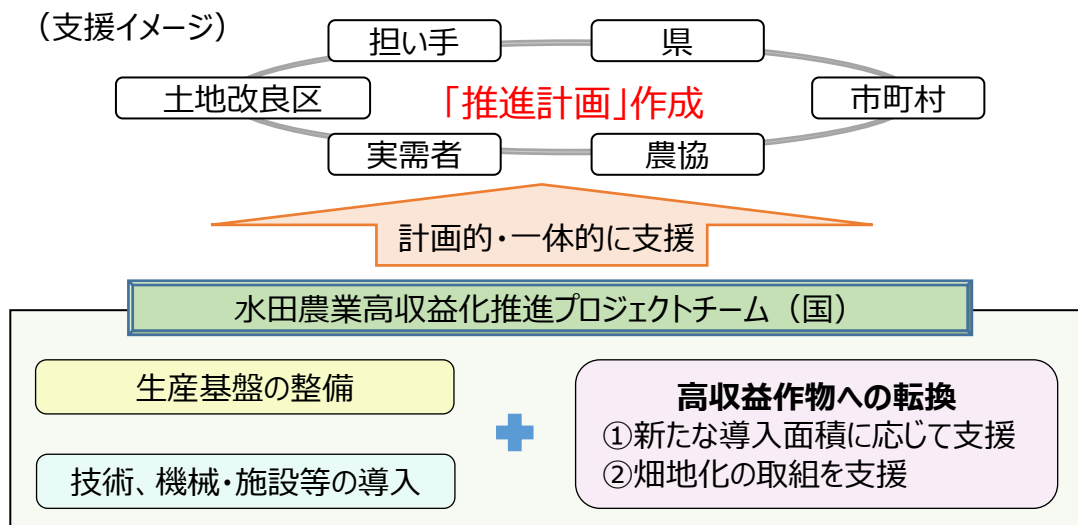 （支援イメージ）
担い手
県
土地改良区
「推進計画」作成
市町村
実需者
農協
計画的・一体的に支援
水田農業高収益化推進プロジェクトチーム（国）
生産基盤の整備
技術、機械・施設等の導入
高収益作物への転換
①新たな導入面積に応じて支援
②畑地化の取組を支援